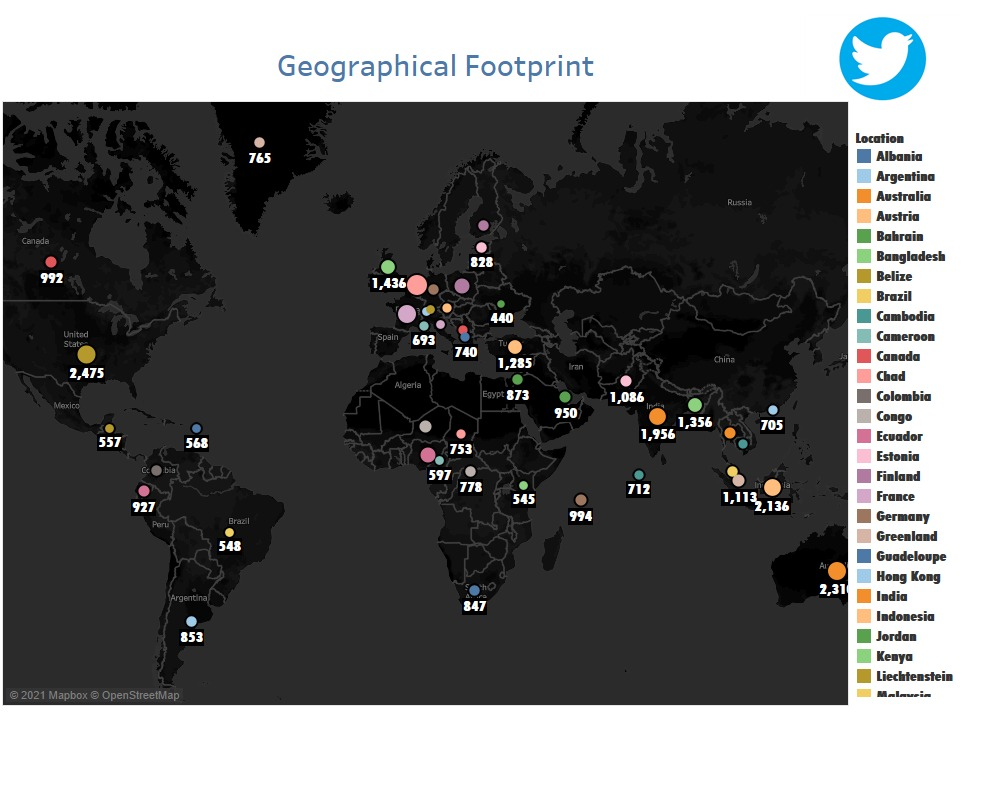 Geographical Footprint
765
Russia
Canada
992
828
1,436
440
United
States
2,475
Spain
693
740
1,285
China
Iran
Algeria
Egypt
873
Mexico
1,086
950
India
1,956
1,356
705
557
568
753
597
778
712
1,113
2,136
545
927
994
Peru
Brazil
548
South
Africa
847
2,31
Argentina
853
© 2021 Mapbox © OpenStreetMap
Location
Albania
Argentina
Australia
Austria
Bahrain
Bangladesh
Belize
Brazil
Cambodia
Cameroon
Canada
Chad
Colombia
Congo
Ecuador
Estonia
Finland
France
Germany
Greenland
Guadeloupe
Hong Kong
India
Indonesia
Jordan
Kenya
Liechtenstein
Malaysia